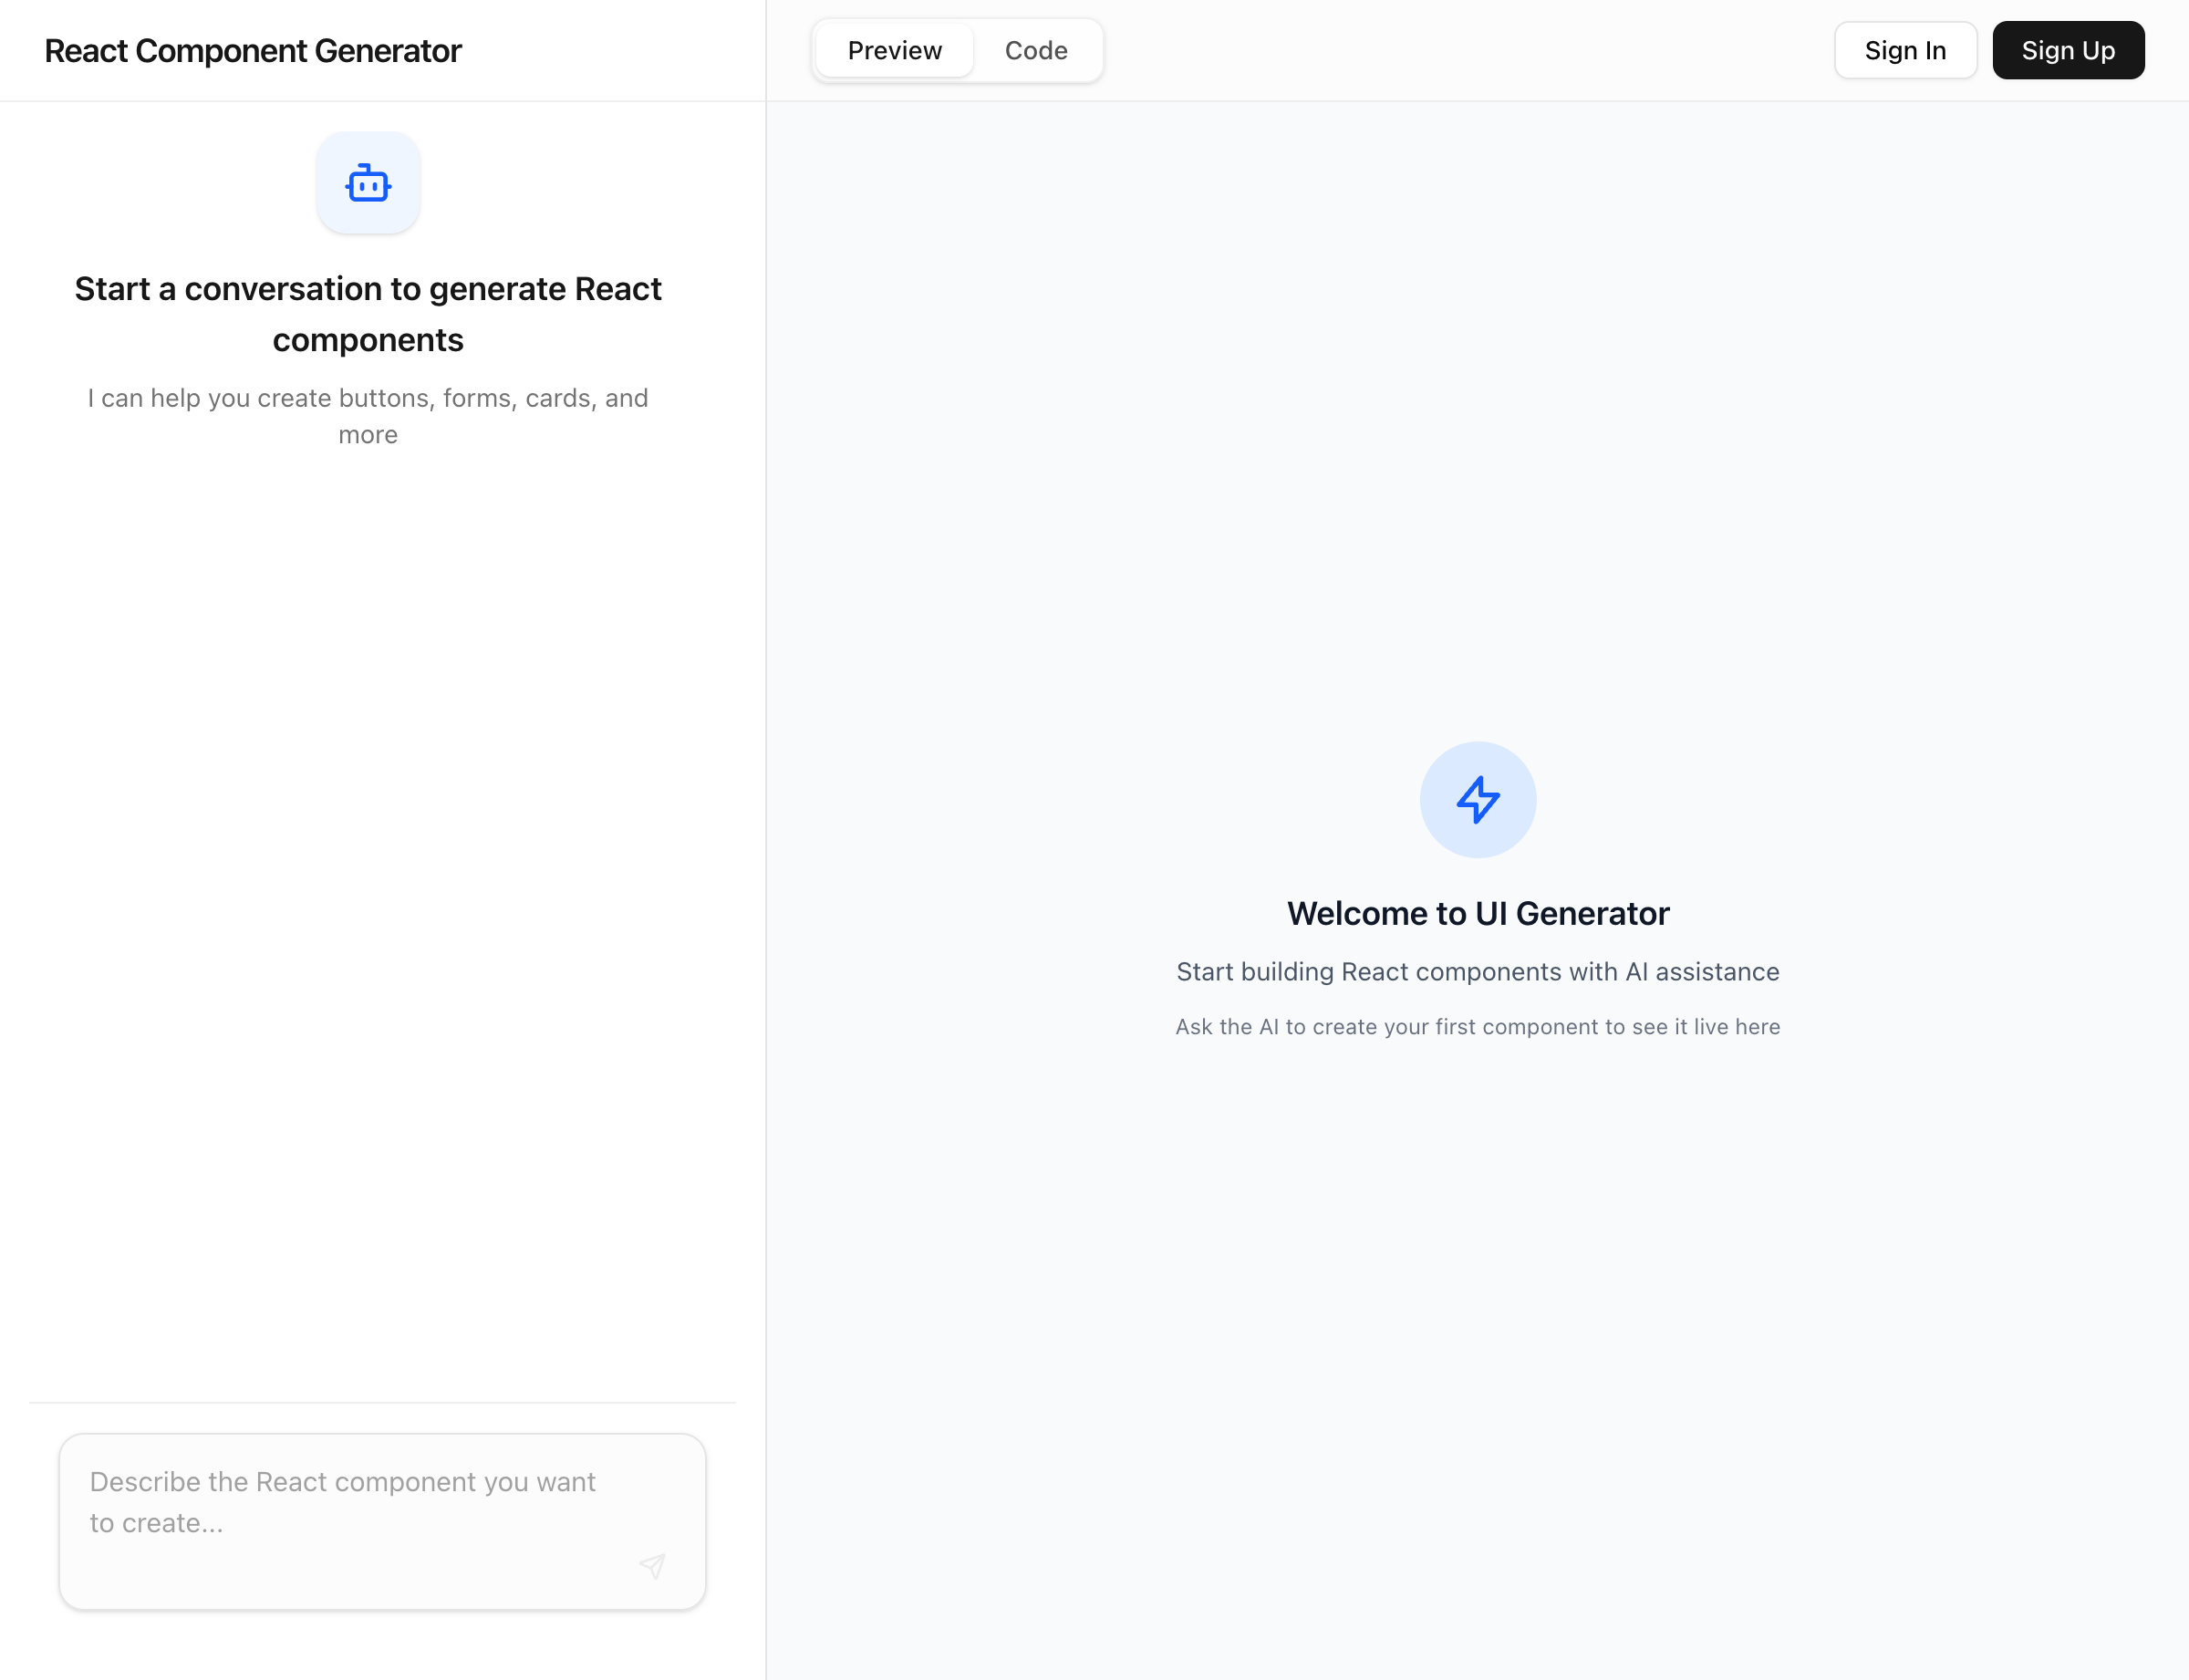 React Component Generator
Preview
Code
Sign In
Sign Up
Start a conversation to generate React
components
I can help you create buttons, forms, cards, and
more
Welcome to UI Generator
Start building React components with AI assistance
Ask the AI to create your first component to see it live here
Describe the React component you want
to create...